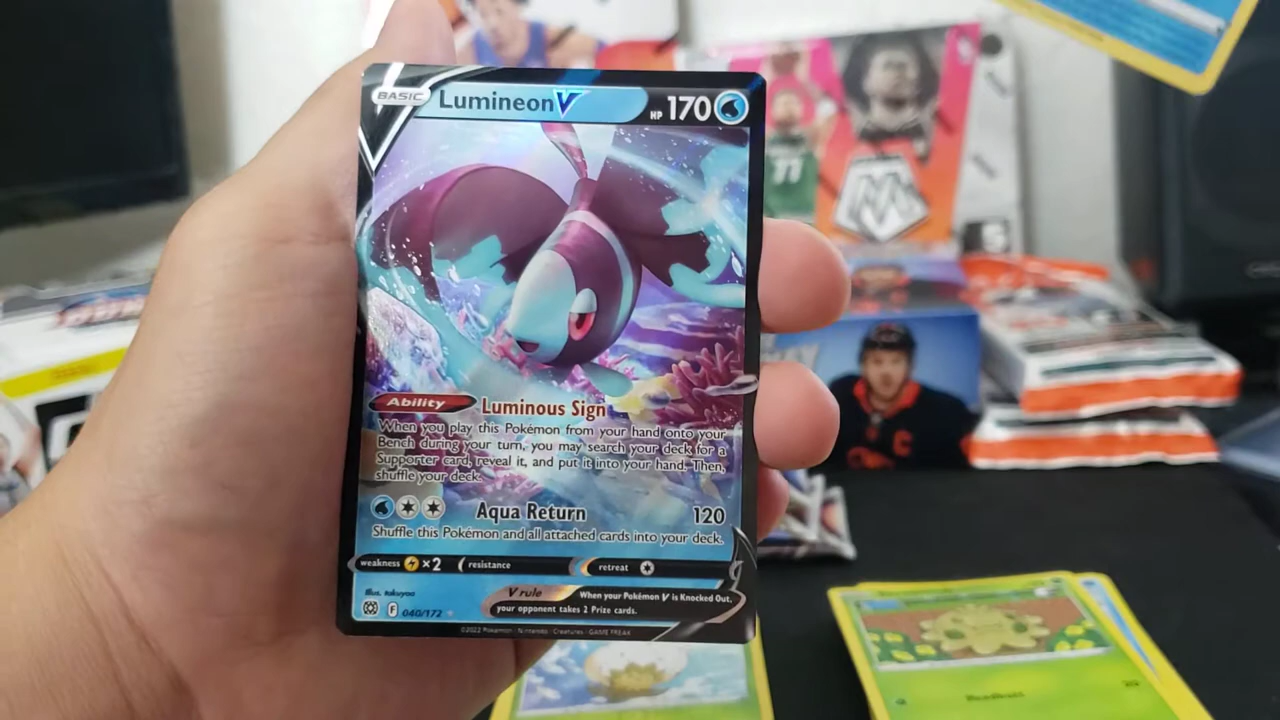 BASIC LumineonV HP 170
77
Ability Luminous Sign
When you play this Pokémon from your hand onto your
Bench during your turn, you may search your deck for a
Supporter card, reveal it, and put it into your hand. Then,
shuffle your deck.
Aqua Return 120
Shuffle this Pokémon and all attached cards into your deck.
weakness ×2 resistance retreat
V rule When your Pokémon V is Knocked Out,
your opponent takes 2 Prize cards.
Illus. tokuyoo
F 040/172
©2022 Pokémon / Nintendo / Creatures / GAME FREAK
C